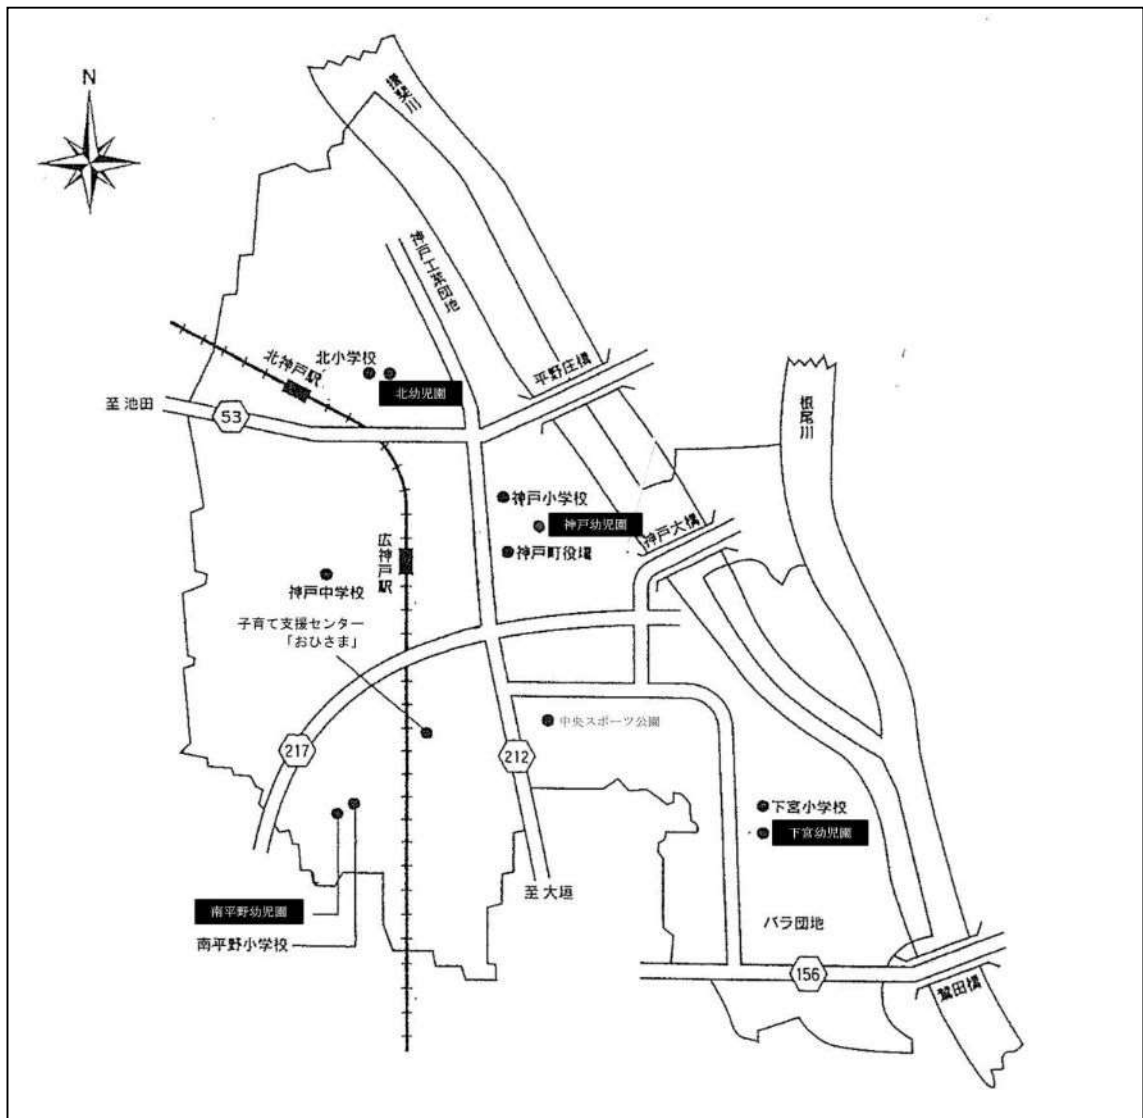 N
揖斐川
神戸工業団地
北神戸駅
北小学校
北幼児園
平野庄橋
至 池田
53
根尾川
神戸小学校
神戸幼児園
神戸大橋
神戸町役場
広神戸駅
神戸中学校
子育て支援センター
「おひさま」
中央スポーツ公園
217
212
下宮小学校
下宮幼児園
至 大垣
南平野幼児園
南平野小学校
バラ団地
156
鷺田橋